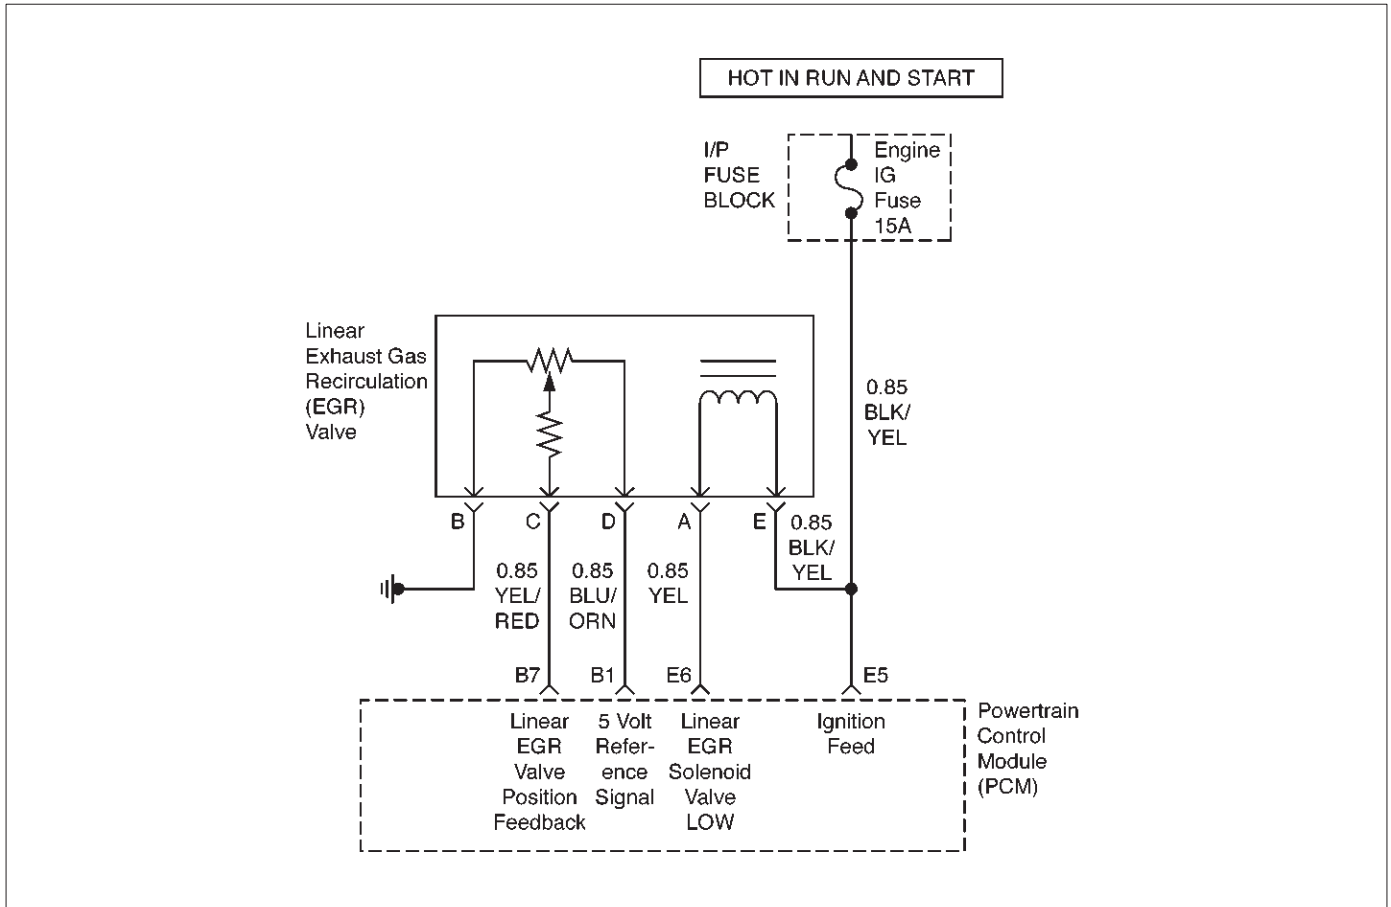 HOT IN RUN AND START
I/P
FUSE
BLOCK
Engine
IG
Fuse
15A
Linear
Exhaust Gas
Recirculation
(EGR)
Valve
0.85
BLK/
YEL
B
C
D
A
E
0.85
BLK/
YEL
0.85
YEL/
RED
0.85
BLU/
ORN
0.85
YEL
B7
B1
E6
E5
Linear
EGR
Valve
Position
Feedback
5 Volt
Refer-
ence
Signal
Linear
EGR
Solenoid
Valve
LOW
Ignition
Feed
Powertrain
Control
Module
(PCM)